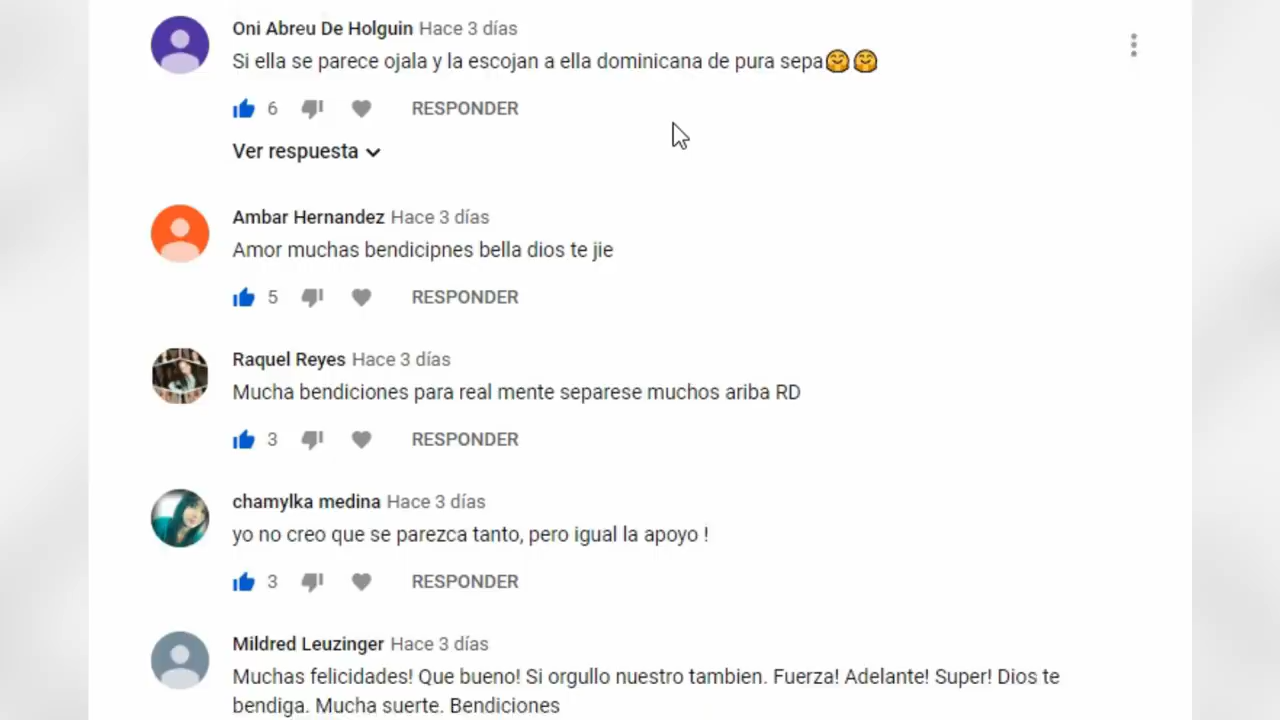 Oni Abreu De Holguin Hace 3 días
Si ella se parece ojala y la escojan a ella dominicana de pura sepa🤗🤗
6 RESPONDER
Ver respuesta
Ambar Hernandez Hace 3 días
Amor muchas bendicipnes bella dios te jie
5 RESPONDER
Raquel Reyes Hace 3 días
Mucha bendiciones para real mente separese muchos ariba RD
3 RESPONDER
chamylka medina Hace 3 días
yo no creo que se parezca tanto, pero igual la apoyo !
3 RESPONDER
Mildred Leuzinger Hace 3 días
Muchas felicidades! Que bueno! Si orgullo nuestro tambien. Fuerza! Adelante! Super! Dios te
bendiga. Mucha suerte. Bendiciones